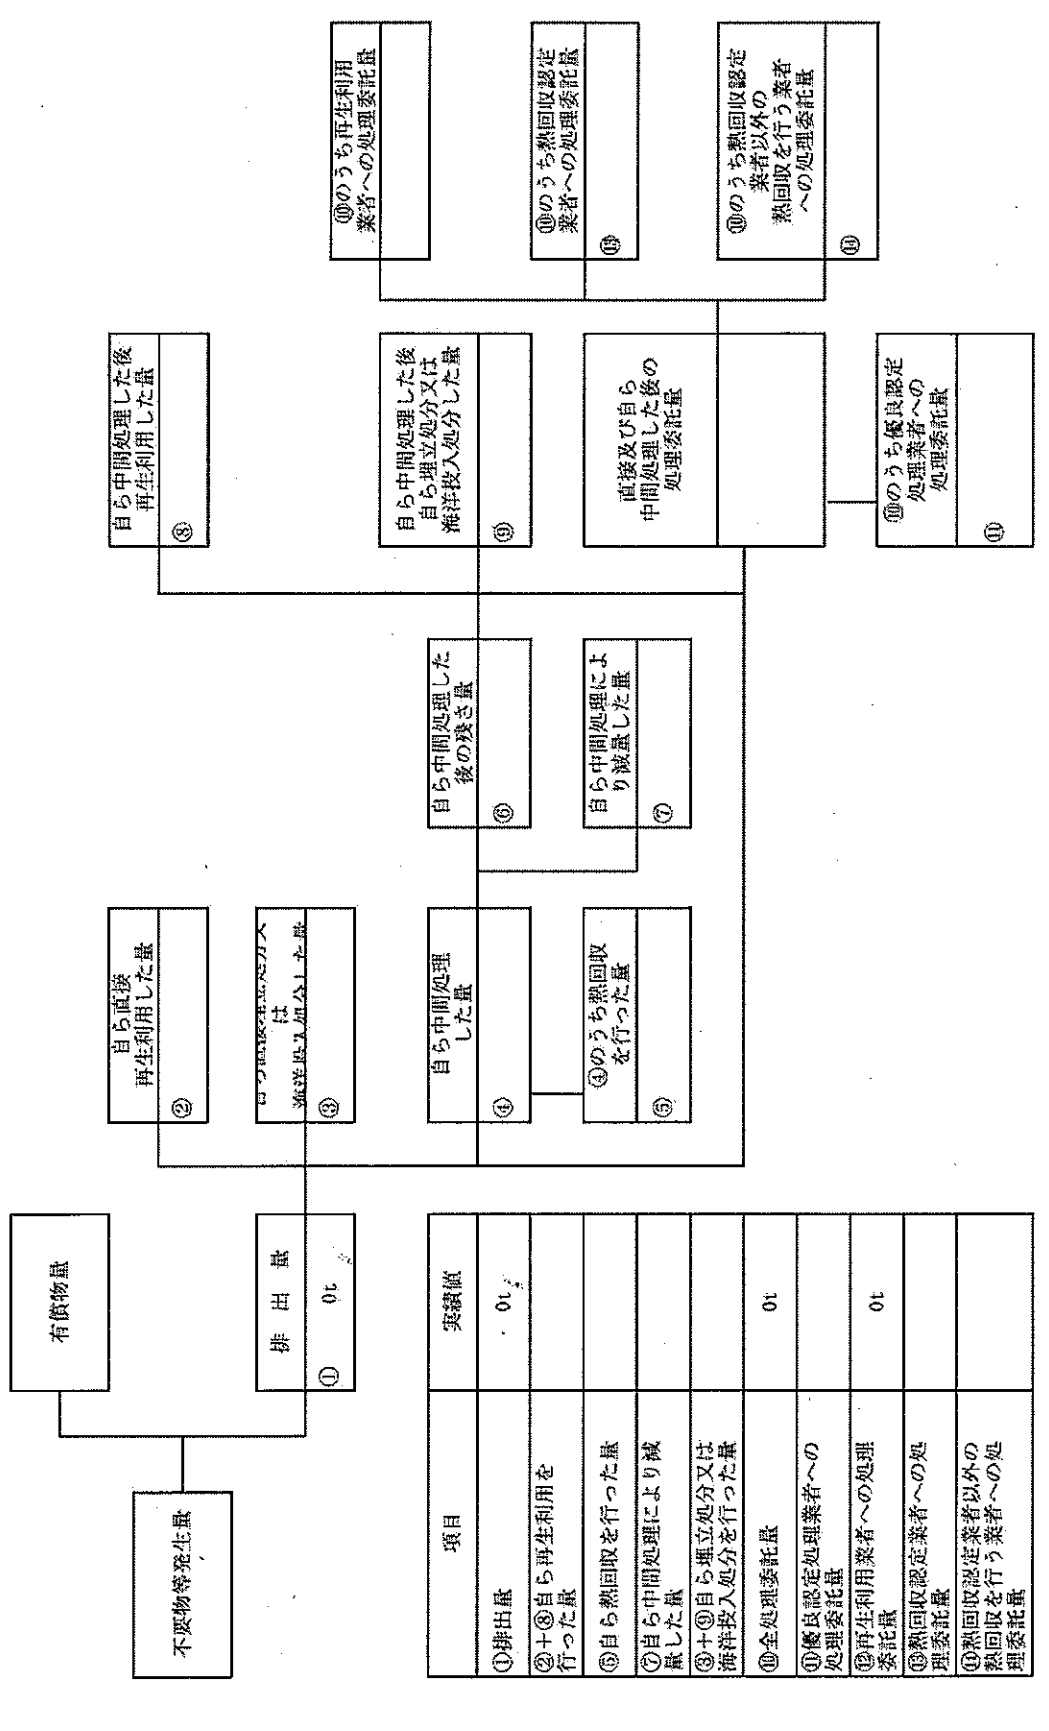 不要物等発生量
有償物量
排 出 量
① 0t
自ら直接
再生利用した量
②
は
海洋投入処分した量
③
自ら中間処理
した量
④
④のうち熱回収
を行った量
⑤
自ら中間処理した
後の残さ量
⑥
自ら中間処理によ
り減量した量
⑦
自ら中間処理した後
再生利用した量
⑧
自ら中間処理した後
自ら埋立処分又は
海洋投入処分した量
⑨
直接及び自ら
中間処理した後の
処理委託量
⑩のうち優良認定
処理業者への
処理委託量
⑪
⑩のうち再生利用
業者への処理委託量
⑩のうち熱回収認定
業者への処理委託量
⑬
⑩のうち熱回収認定
業者以外の
熱回収を行う業者
への処理委託量
⑭
項目 実績値
①排出量 0t
②+⑧自ら再生利用を
行った量
⑤自ら熱回収を行った量
⑦自ら中間処理により減
量した量
③+⑨自ら埋立処分又は
海洋投入処分を行った量
⑩全処理委託量 0t
⑪優良認定処理業者への
処理委託量
⑫再生利用業者への処理
委託量 0t
⑬熱回収認定業者への処
理委託量
⑭熱回収認定業者以外の
熱回収を行う業者への処
理委託量